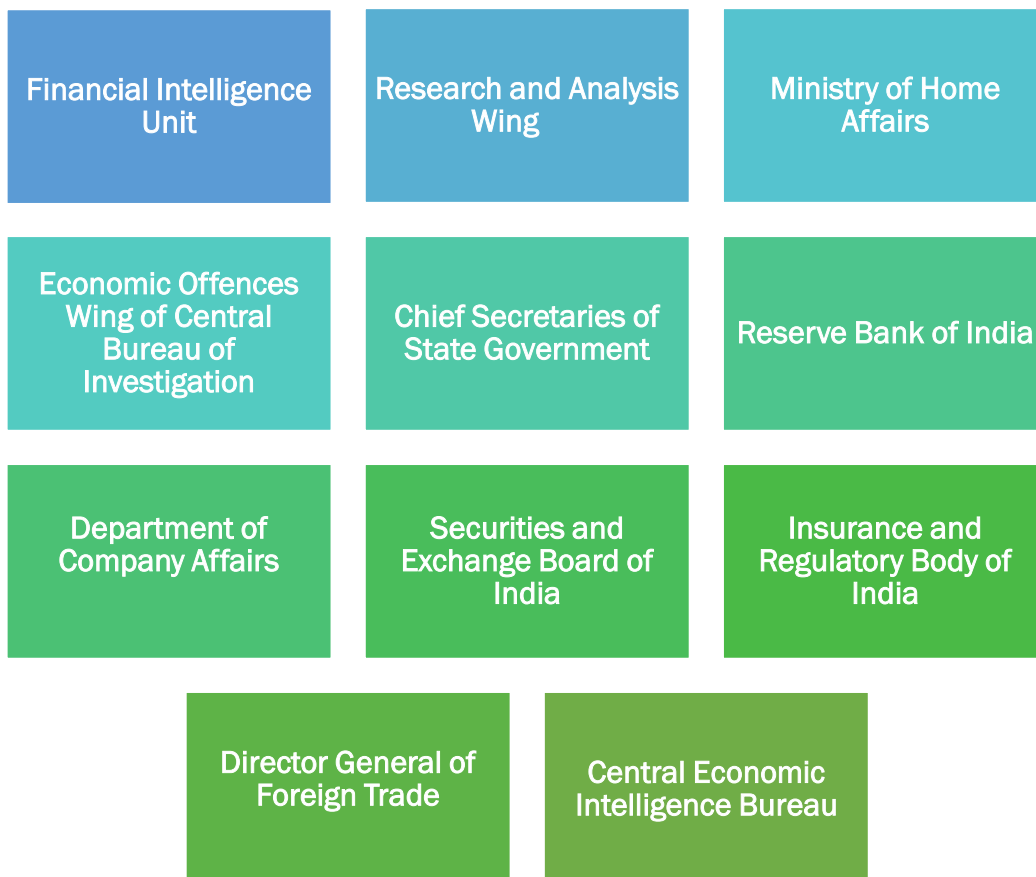 Financial Intelligence
Unit
Research and Analysis
Wing
Ministry of Home
Affairs
Economic Offences
Wing of Central
Bureau of
Investigation
Chief Secretaries of
State Government
Reserve Bank of India
Department of
Company Affairs
Securities and
Exchange Board of
India
Insurance and
Regulatory Body of
India
Director General of
Foreign Trade
Central Economic
Intelligence Bureau